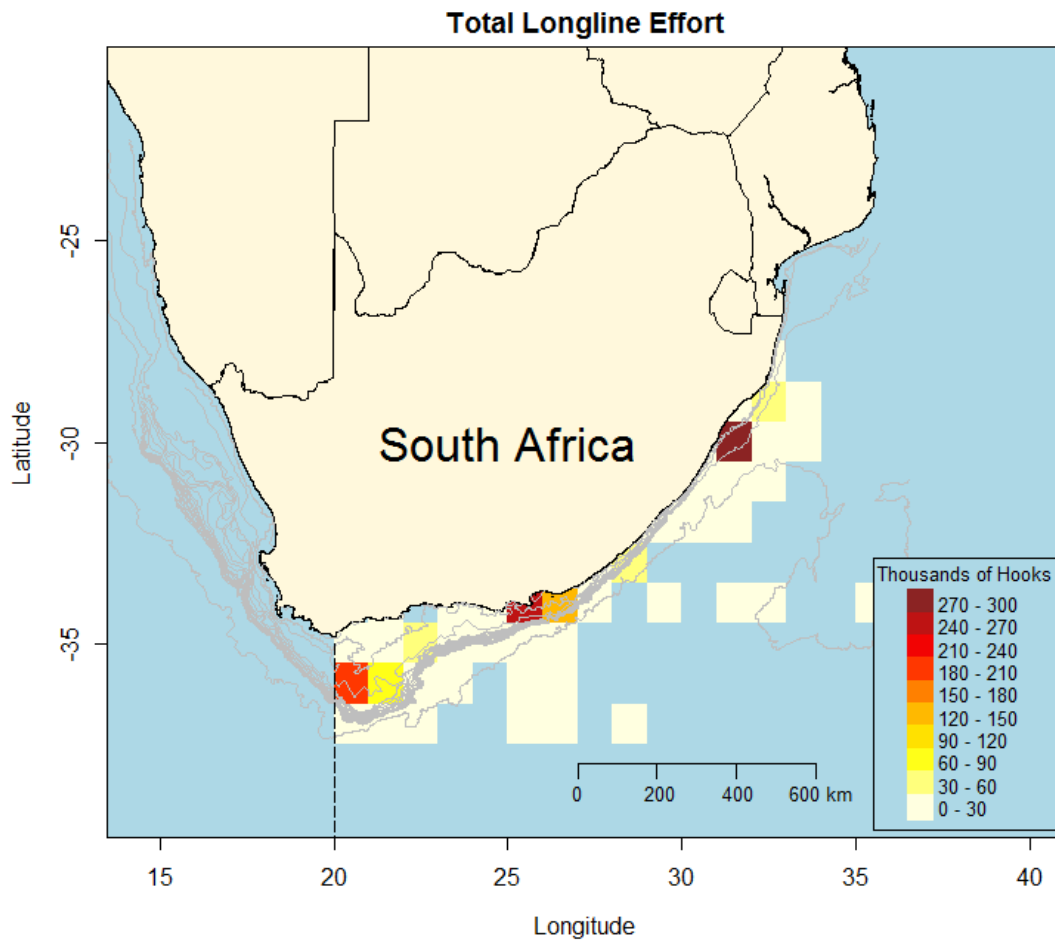 Total Longline Effort
-25
-30
-35
Latitude
South Africa
Thousands of Hooks
270 - 300
240 - 270
210 - 240
180 - 210
150 - 180
120 - 150
90 - 120
60 - 90
30 - 60
0 - 30
0 200 400 600 km
15 20 25 30 35 40
Longitude